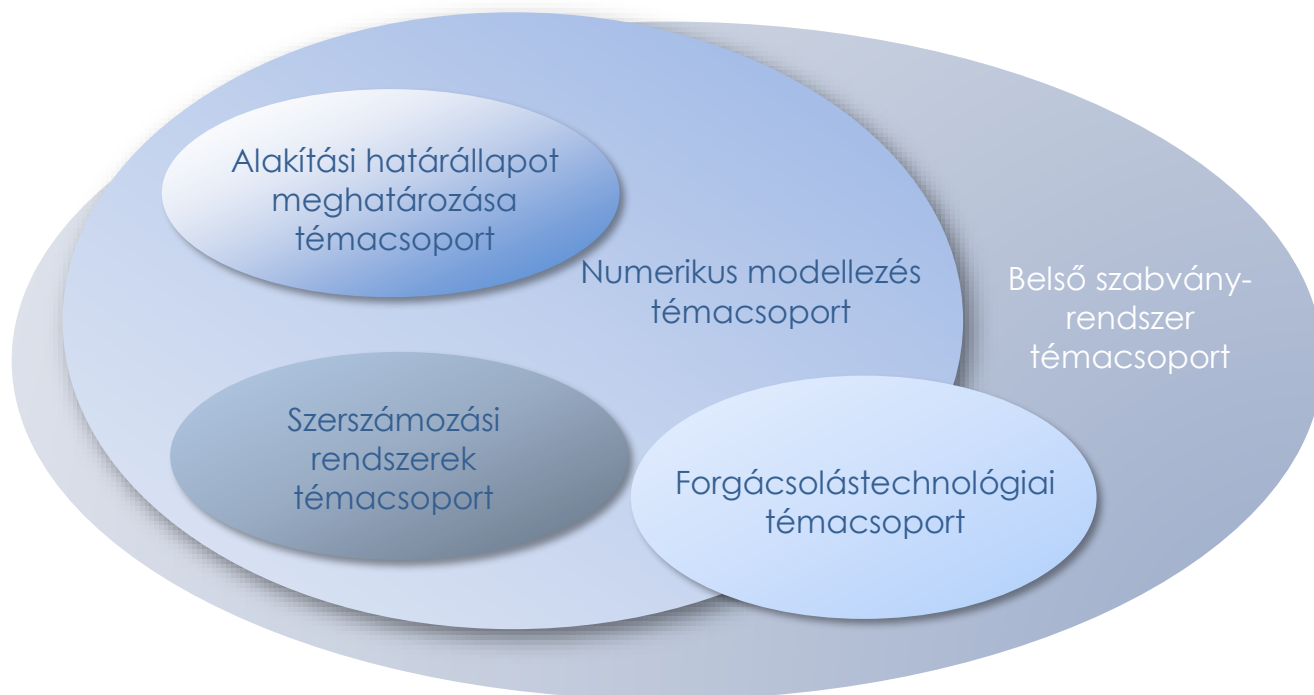 Alakítási határállapot
meghatározása
témacsoport
Numerikus modellezés
témacsoport
Belső szabvány-
rendszer
témacsoport
Szerszámozási
rendszerek
témacsoport
Forgácsolástechnológiai
témacsoport